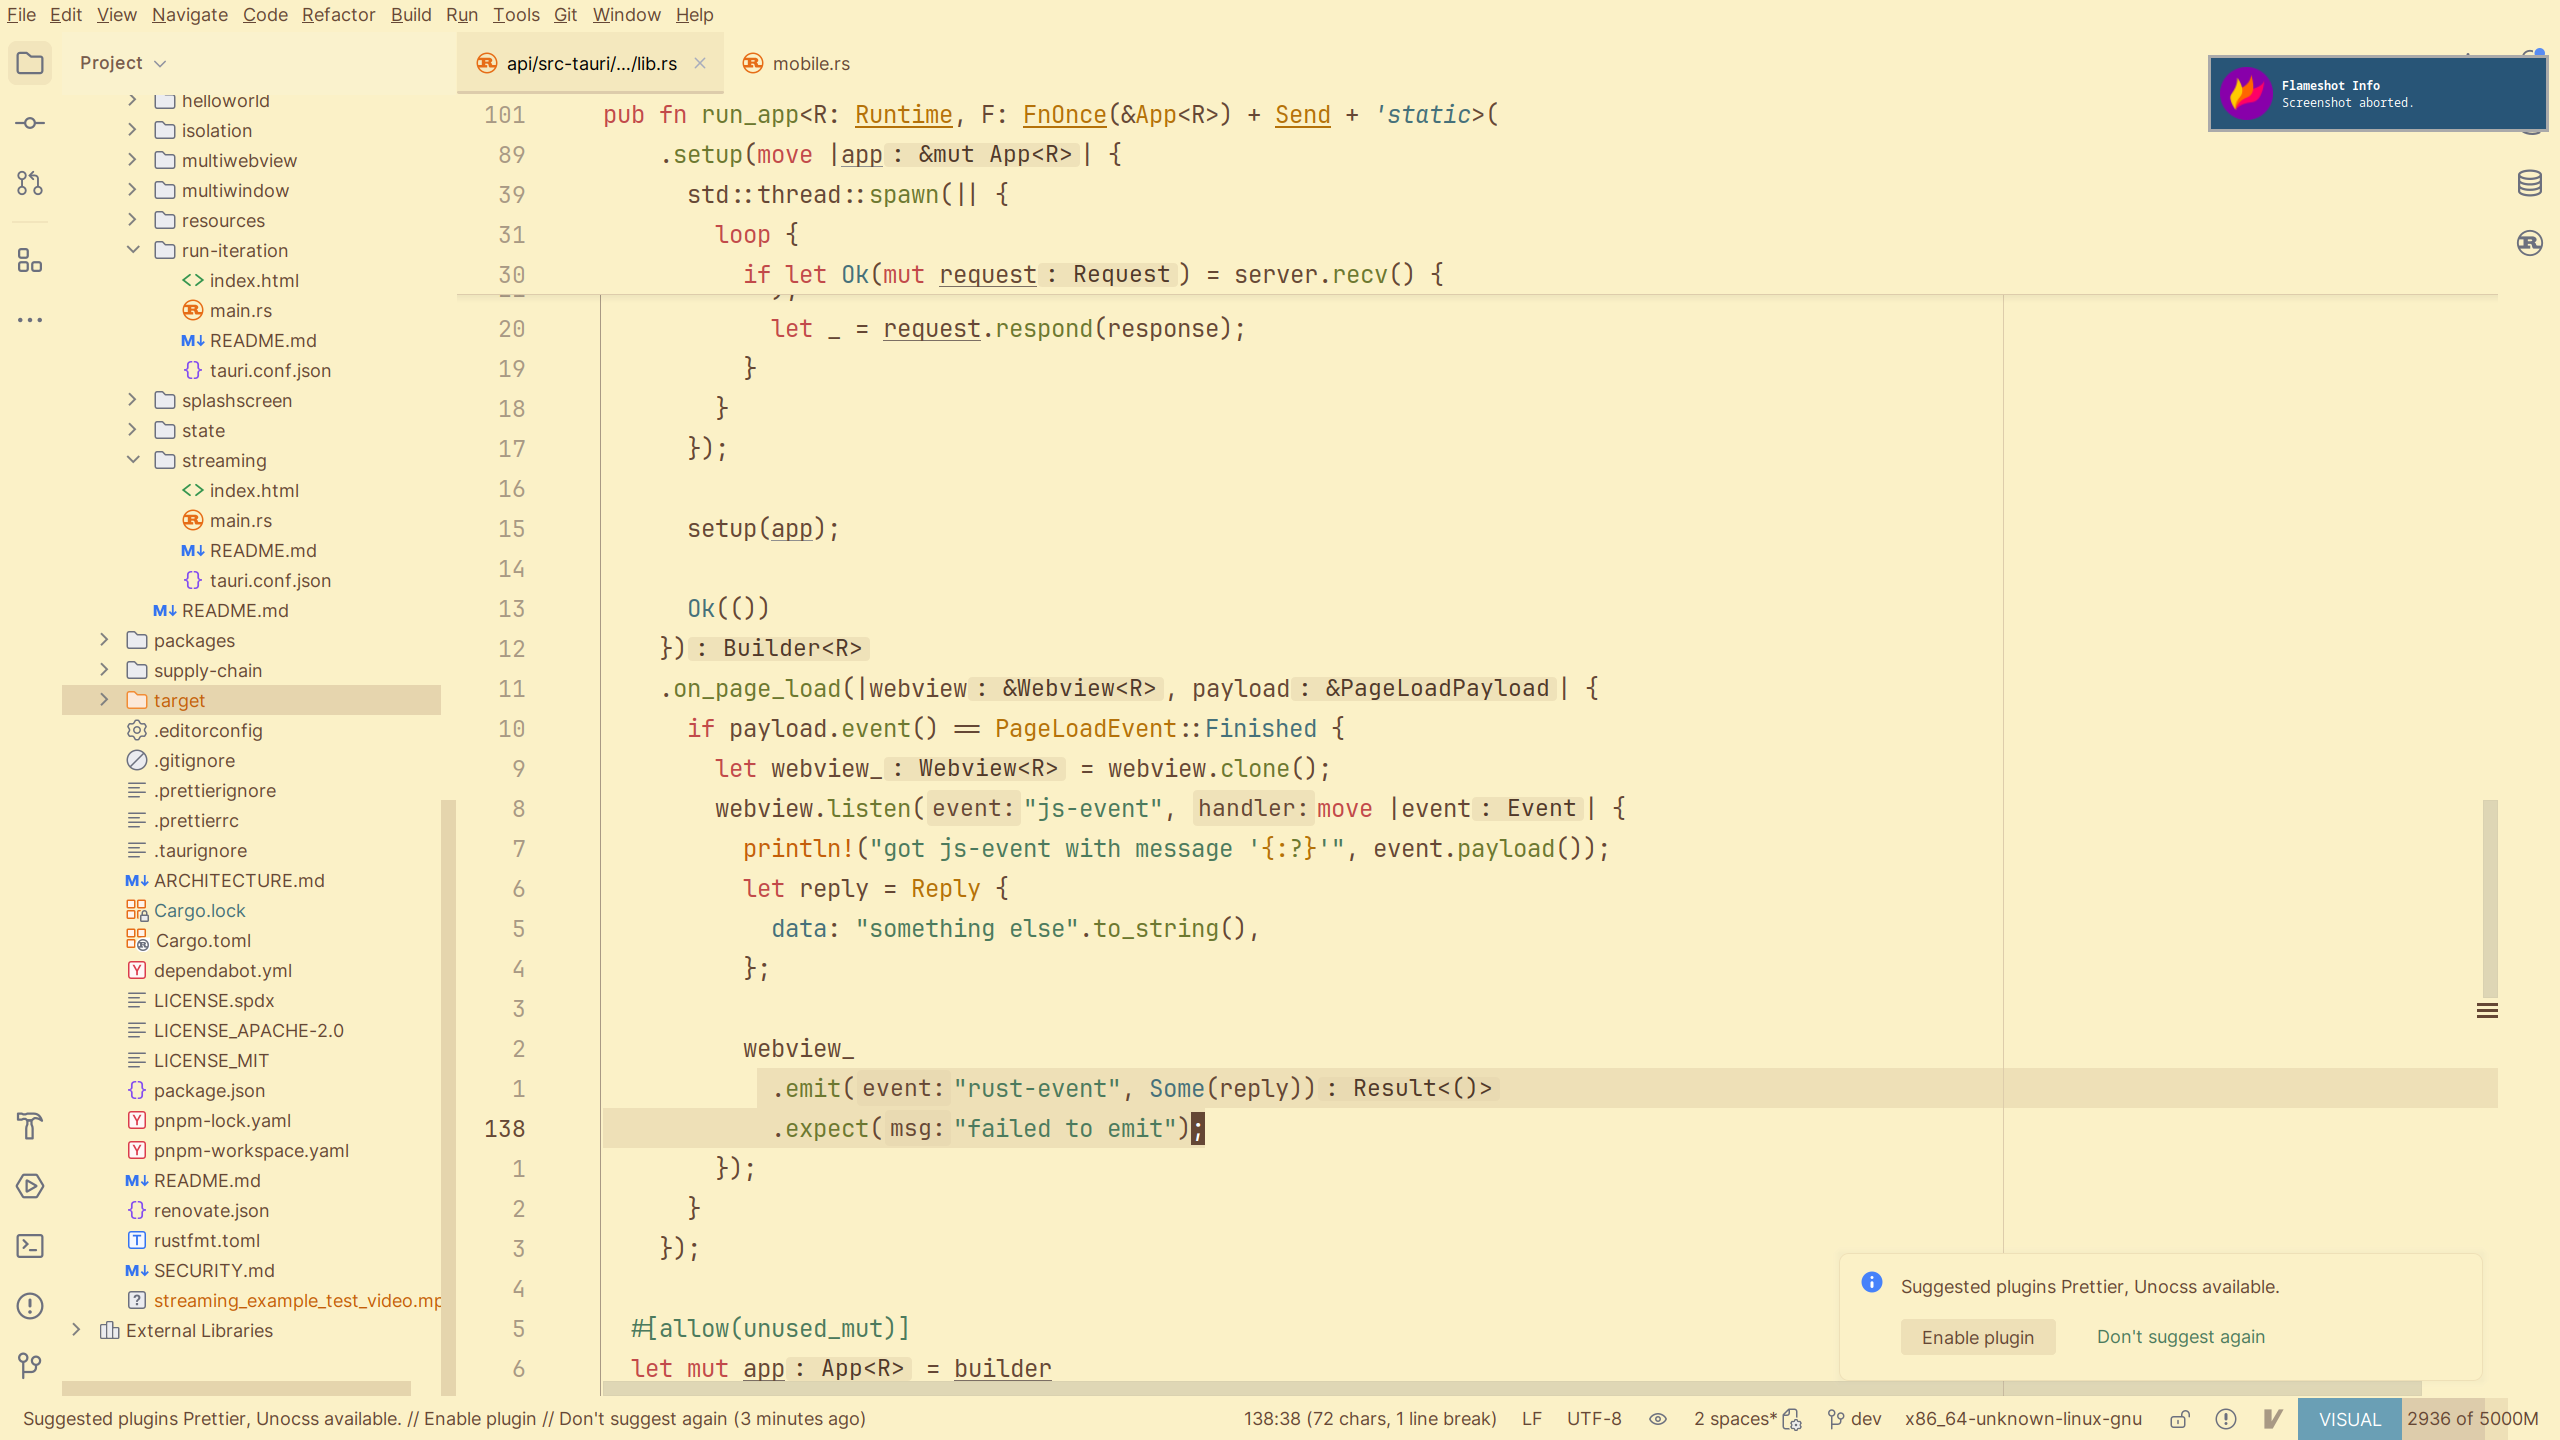 File Edit View Navigate Code Refactor Build Run Tools Git Window Help
Project
api/src-tauri/.../lib.rs
mobile.rs
Flameshot Info
Screenshot aborted.
helloworld
isolation
multiwebview
multiwindow
resources
run-iteration
index.html
main.rs
README.md
tauri.conf.json
splashscreen
state
streaming
index.html
main.rs
README.md
tauri.conf.json
README.md
packages
supply-chain
target
.editorconfig
.gitignore
.prettierignore
.prettierrc
.taurignore
ARCHITECTURE.md
Cargo.lock
Cargo.toml
dependabot.yml
LICENSE.spdx
LICENSE_APACHE-2.0
LICENSE_MIT
package.json
pnpm-lock.yaml
pnpm-workspace.yaml
README.md
renovate.json
rustfmt.toml
SECURITY.md
streaming_example_test_video.mp
External Libraries
101 pub fn run_app<R: Runtime, F: FnOnce(&App<R>) + Send + 'static>(
89 .setup(move |app: &mut App<R>| {
39 std::thread::spawn(|| {
31 loop {
30 if let Ok(mut request: Request) = server.recv() {
20 let _ = request.respond(response);
19 }
18 }
17 });
16
15 setup(app);
14
13 Ok(())
12 }): Builder<R>
11 .on_page_load(|webview: &Webview<R>, payload: &PageLoadPayload| {
10 if payload.event() == PageLoadEvent::Finished {
9 let webview_: Webview<R> = webview.clone();
8 webview.listen(event: "js-event", handler: move |event: Event| {
7 println!("got js-event with message '{:?}'", event.payload());
6 let reply = Reply {
5 data: "something else".to_string(),
4 };
3
2 webview_
1 .emit(event: "rust-event", Some(reply)): Result<()>
138 .expect(msg: "failed to emit");
1 });
2 }
3 });
4
5 #[allow(unused_mut)]
6 let mut app: App<R> = builder
Suggested plugins Prettier, Unocss available.
Enable plugin Don't suggest again
Suggested plugins Prettier, Unocss available. // Enable plugin // Don't suggest again (3 minutes ago)
138:38 (72 chars, 1 line break) LF UTF-8 2 spaces* dev x86_64-unknown-linux-gnu VISUAL 2936 of 5000M